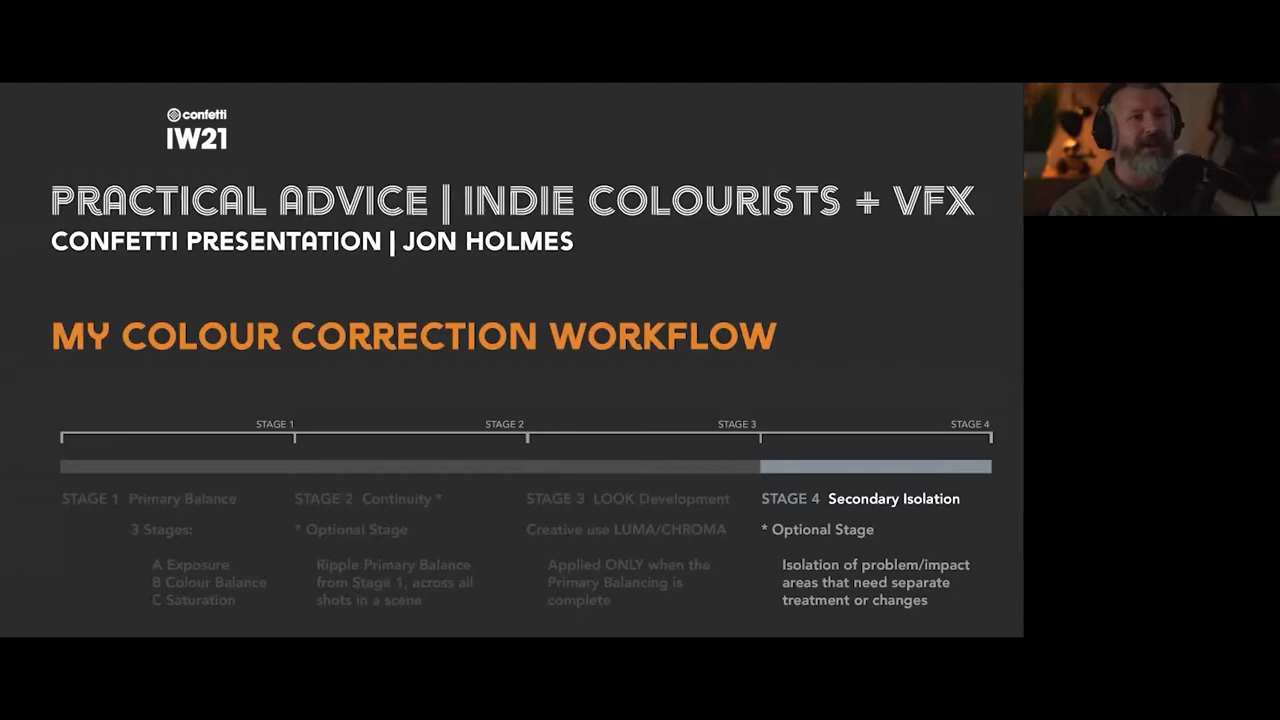 confetti
IW21
PRACTICAL ADVICE | INDIE COLOURISTS + VFX
CONFETTI PRESENTATION | JON HOLMES
MY COLOUR CORRECTION WORKFLOW
STAGE 1
STAGE 2
STAGE 3
STAGE 4
STAGE 1 Primary Balance
3 Stages:
A Exposure
B Colour Balance
C Saturation
STAGE 2 Continuity *
* Optional Stage
Ripple Primary Balance
from Stage 1, across all
shots in a scene
STAGE 3 LOOK Development
Creative use LUMA/CHROMA
Applied ONLY when the
Primary Balancing is
complete
STAGE 4 Secondary Isolation
* Optional Stage
Isolation of problem/impact
areas that need separate
treatment or changes